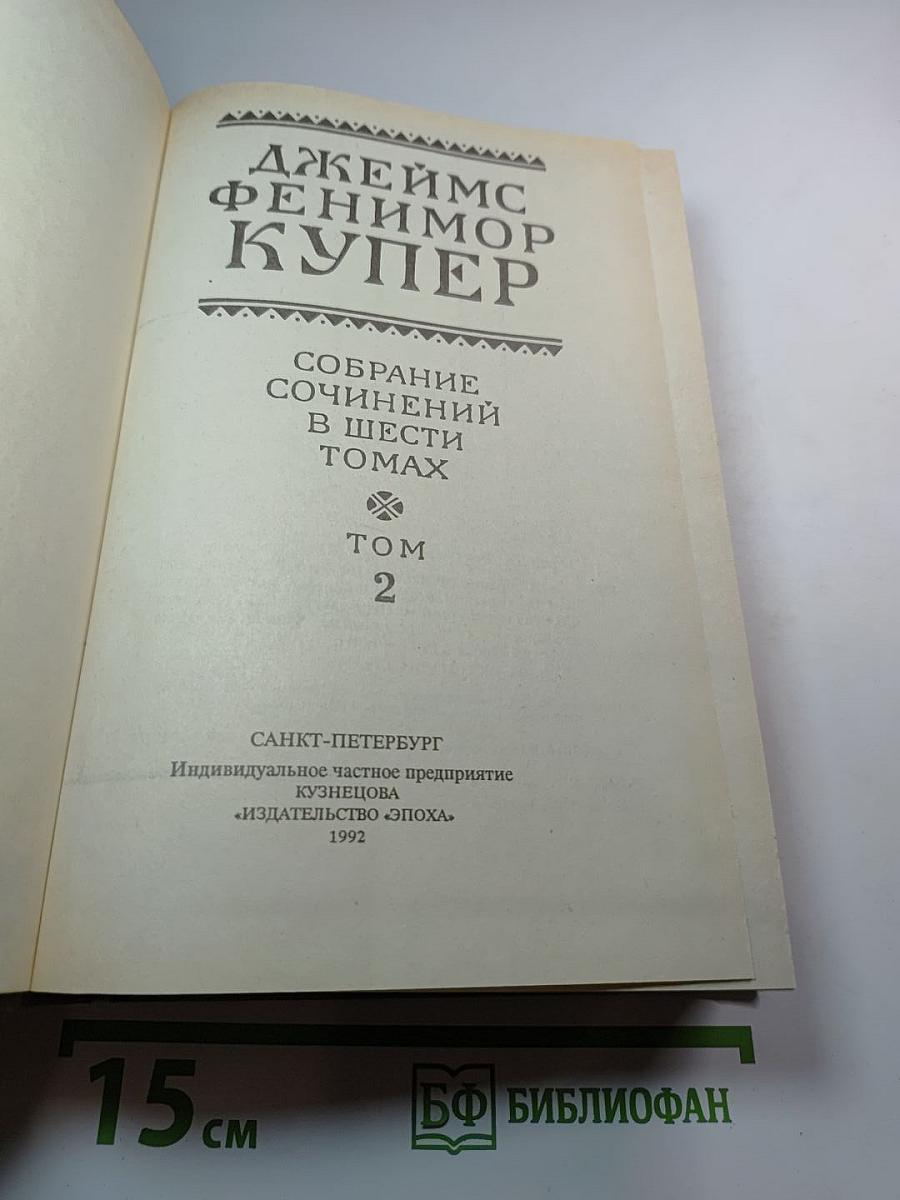 ДЖЕЙМС
ФЕНИМОР
КУПЕР
СОБРАНИЕ
СОЧИНЕНИЙ
В ШЕСТИ
ТОМАХ
ТОМ
2
САНКТ-ПЕТЕРБУРГ
Индивидуальное частное предприятие
КУЗНЕЦОВА
«ИЗДАТЕЛЬСТВО «ЭПОХА»
1992
15 см
БФ БИБЛИОФАН